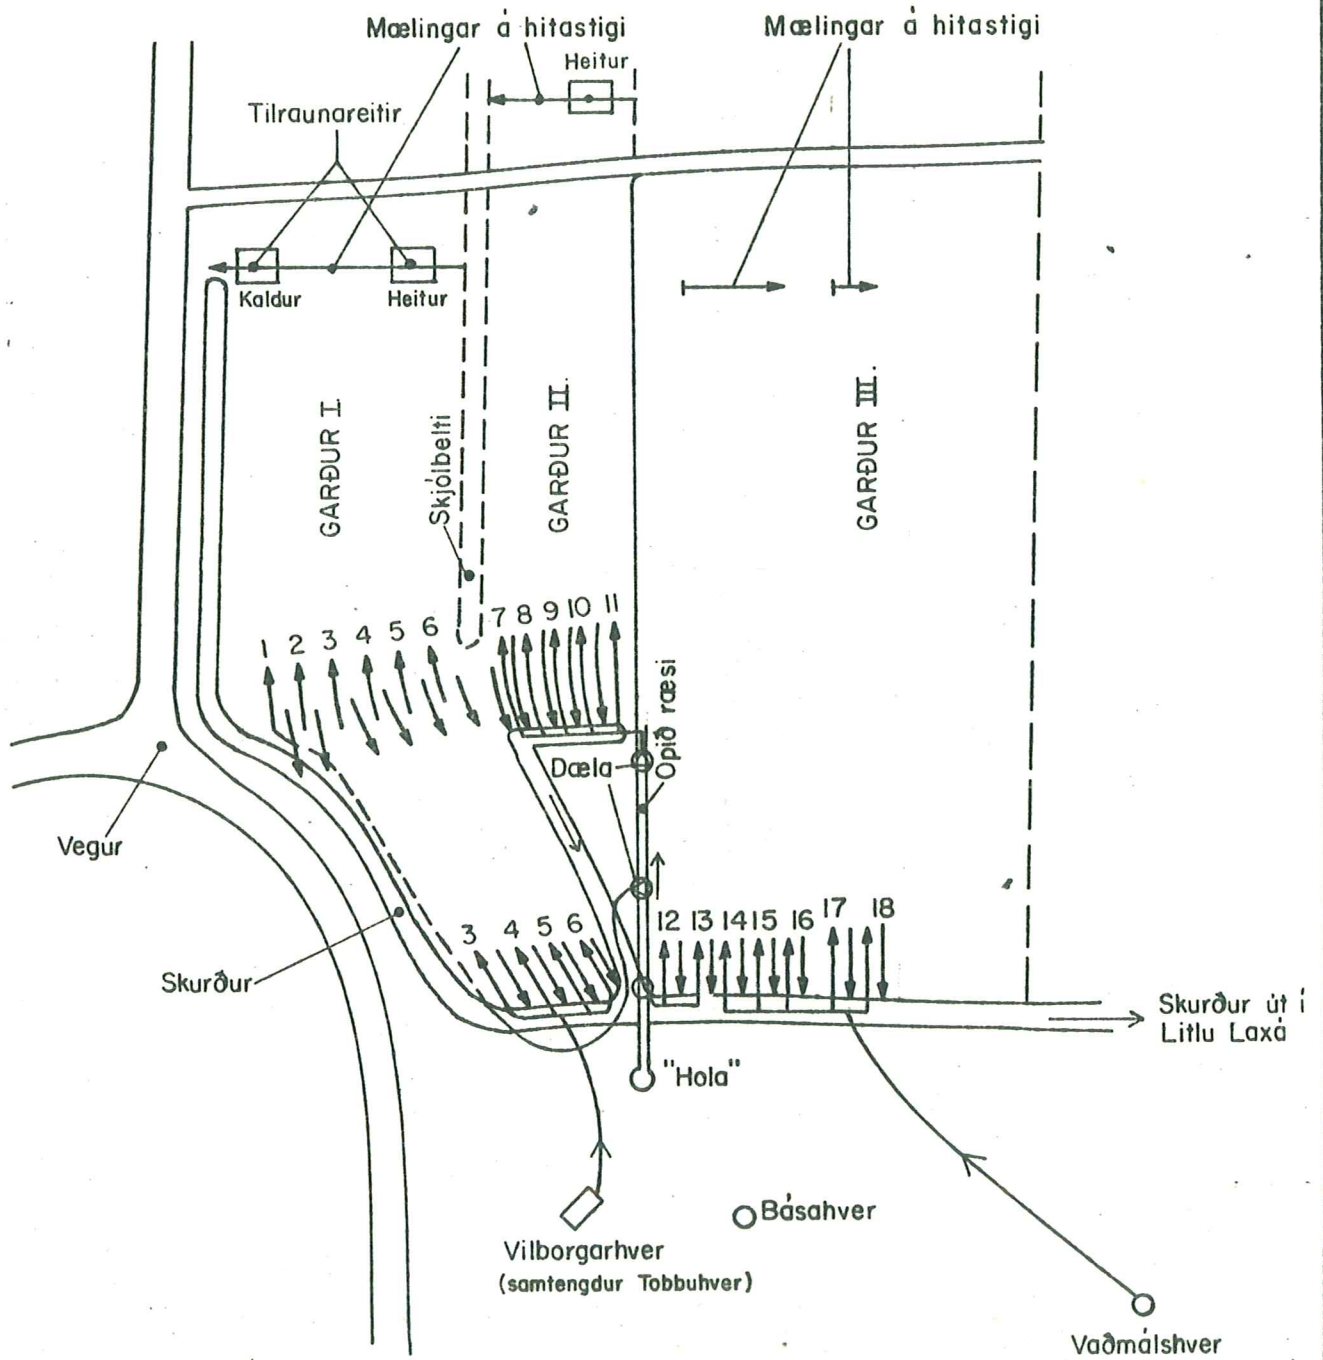 Mælingar á hitastigi
Mælingar á hitastigi
Heitur
Tilraunareitir
Kaldur
Heitur
GARÐUR I.
Skjólbelti
GARÐUR II.
GARÐUR III.
1 2 3 4 5 6 7 8 9 10 11
Opið ræsi
Dæla
Vegur
3 4 5 6
12 13 14 15 16 17 18
Skurður
Skurður út í
Litlu Laxá
"Hola"
Básahver
Vilborgarhver
(samtengdur Tobbuhver)
Vaðmálshver